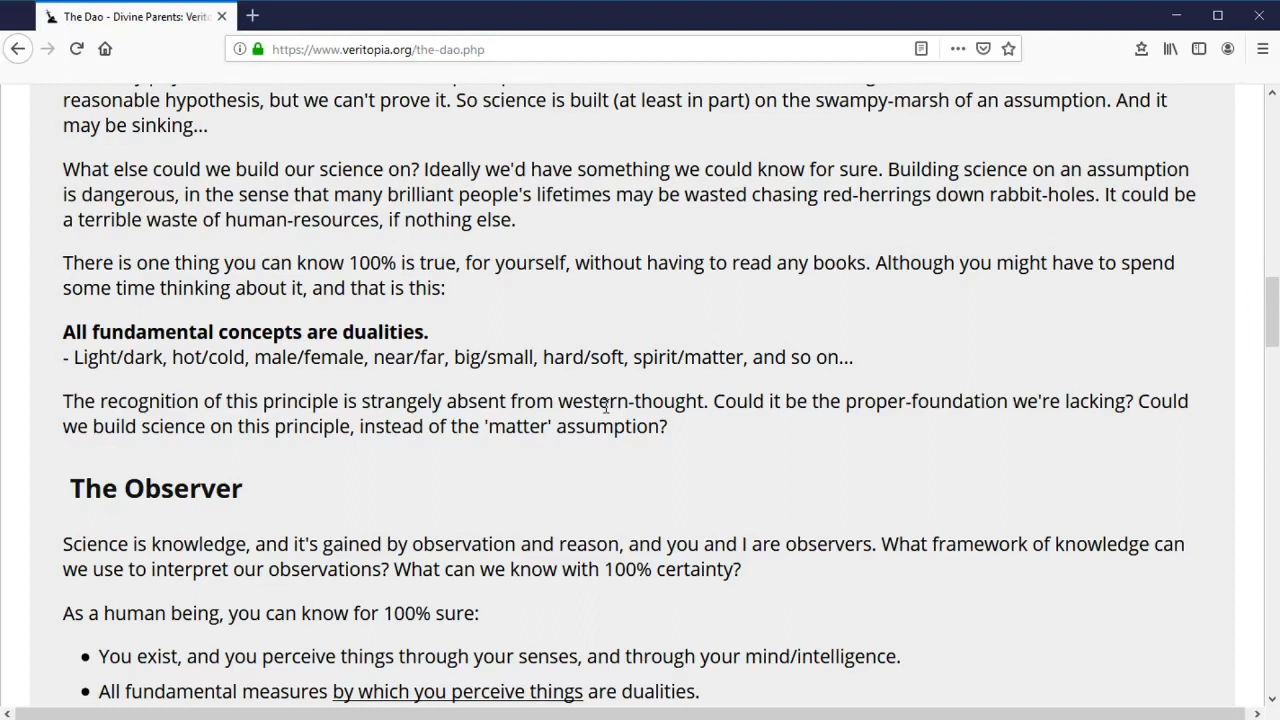 The Dao - Divine Parents: Verito
https://www.veritopia.org/the-dao.php
reasonable hypothesis, but we can't prove it. So science is built (at least in part) on the swampy-marsh of an assumption. And it
may be sinking...
What else could we build our science on? Ideally we'd have something we could know for sure. Building science on an assumption
is dangerous, in the sense that many brilliant people's lifetimes may be wasted chasing red-herrings down rabbit-holes. It could be
a terrible waste of human-resources, if nothing else.
There is one thing you can know 100% is true, for yourself, without having to read any books. Although you might have to spend
some time thinking about it, and that is this:
All fundamental concepts are dualities.
- Light/dark, hot/cold, male/female, near/far, big/small, hard/soft, spirit/matter, and so on...
The recognition of this principle is strangely absent from western-thought. Could it be the proper-foundation we're lacking? Could
we build science on this principle, instead of the 'matter' assumption?
The Observer
Science is knowledge, and it's gained by observation and reason, and you and I are observers. What framework of knowledge can
we use to interpret our observations? What can we know with 100% certainty?
As a human being, you can know for 100% sure:
• You exist, and you perceive things through your senses, and through your mind/intelligence.
• All fundamental measures by which you perceive things are dualities.